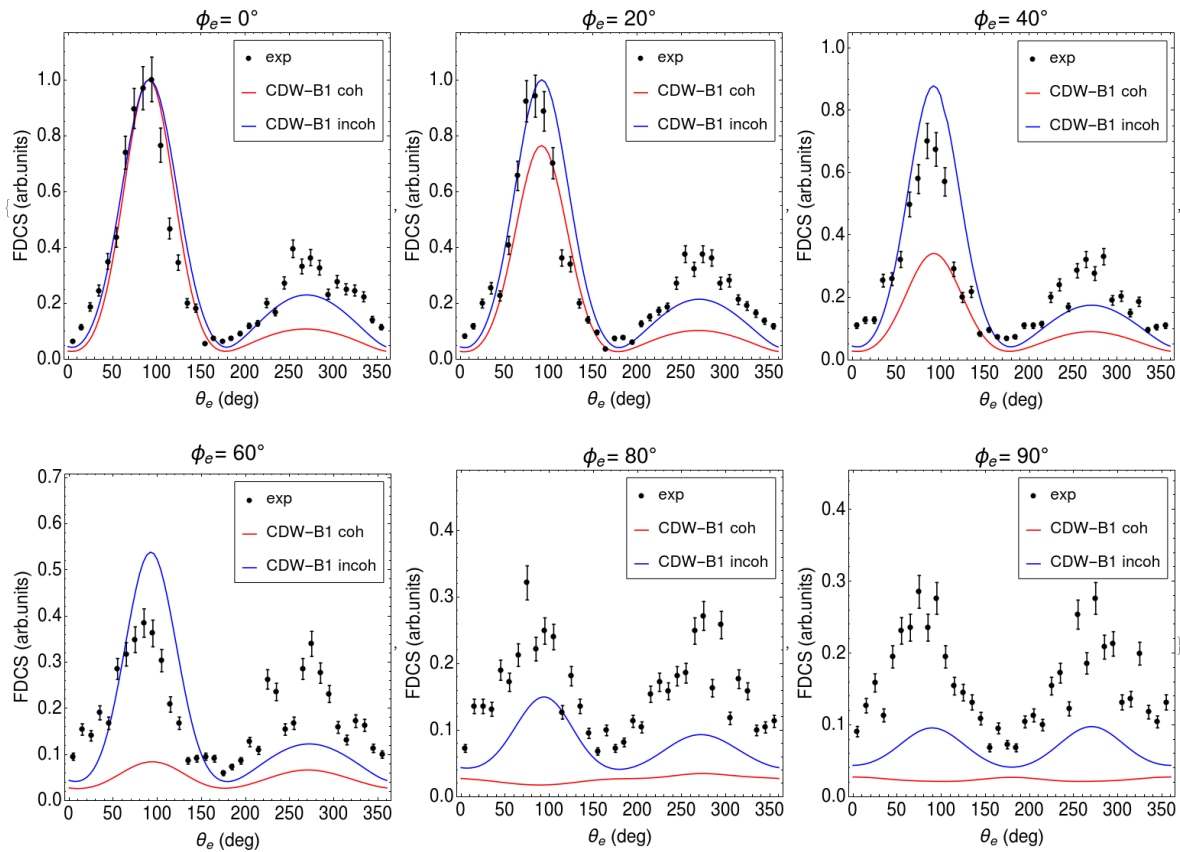 ϕe = 0°
exp
CDW−B1 coh
CDW−B1 incoh
FDCS (arb.units)
1.0
0.8
0.6
0.4
0.2
0.0
0 50 100 150 200 250 300 350
θe (deg)
,
ϕe = 20°
exp
CDW−B1 coh
CDW−B1 incoh
FDCS (arb.units)
1.0
0.8
0.6
0.4
0.2
0.0
0 50 100 150 200 250 300 350
θe (deg)
,
ϕe = 40°
exp
CDW−B1 coh
CDW−B1 incoh
FDCS (arb.units)
1.0
0.8
0.6
0.4
0.2
0.0
0 50 100 150 200 250 300 350
θe (deg)
,
ϕe = 60°
exp
CDW−B1 coh
CDW−B1 incoh
FDCS (arb.units)
0.7
0.6
0.5
0.4
0.3
0.2
0.1
0.0
0 50 100 150 200 250 300 350
θe (deg)
,
ϕe = 80°
exp
CDW−B1 coh
CDW−B1 incoh
FDCS (arb.units)
0.4
0.3
0.2
0.1
0.0
0 50 100 150 200 250 300 350
θe (deg)
,
ϕe = 90°
exp
CDW−B1 coh
CDW−B1 incoh
FDCS (arb.units)
0.4
0.3
0.2
0.1
0.0
0 50 100 150 200 250 300 350
θe (deg)